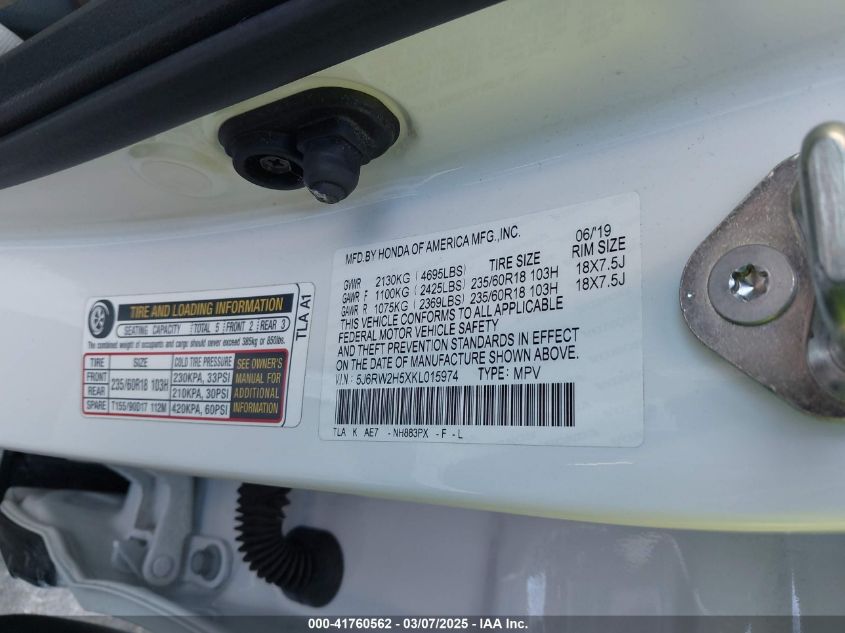 MFD.BY HONDA OF AMERICA MFG.,INC. 06/'19
TIRE SIZE RIM SIZE
GVWR 2130KG ( 4695LBS)
GAWR F 1100KG ( 2425LBS) 235/60R18 103H 18X7.5J
GAWR R 1075KG ( 2369LBS) 235/60R18 103H 18X7.5J
THIS VEHICLE CONFORMS TO ALL APPLICABLE
FEDERAL MOTOR VEHICLE SAFETY
AND THEFT PREVENTION STANDARDS IN EFFECT
ON THE DATE OF MANUFACTURE SHOWN ABOVE.
V.I.N: 5J6RW2H5XKL015974 TYPE: MPV
TLA K AE7 - NH883PX - F - L
TIRE AND LOADING INFORMATION
SEATING CAPACITY TOTAL 5 FRONT 2 REAR 3
The combined weight of occupants and cargo should never exceed 385kg or 850lbs.
TIRE SIZE COLD TIRE PRESSURE
FRONT 235/60R18 103H 230KPA, 33PSI
REAR 210KPA, 30PSI
SPARE T155/90D17 112M 420KPA, 60PSI
SEE OWNER'S
MANUAL FOR
ADDITIONAL
INFORMATION
TLA A1
000-41760562 - 03/07/2025 - IAA Inc.